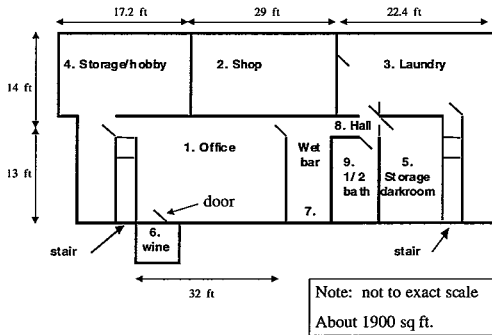 17.2 ft
29 ft
22.4 ft
4. Storage/hobby
2. Shop
3. Laundry
14 ft
8. Hall
1. Office
Wet
bar
9.
1/2
bath
5.
Storage
darkroom
13 ft
door
7.
6.
wine
stair
stair
32 ft
Note:  not to exact scale
About 1900 sq ft.